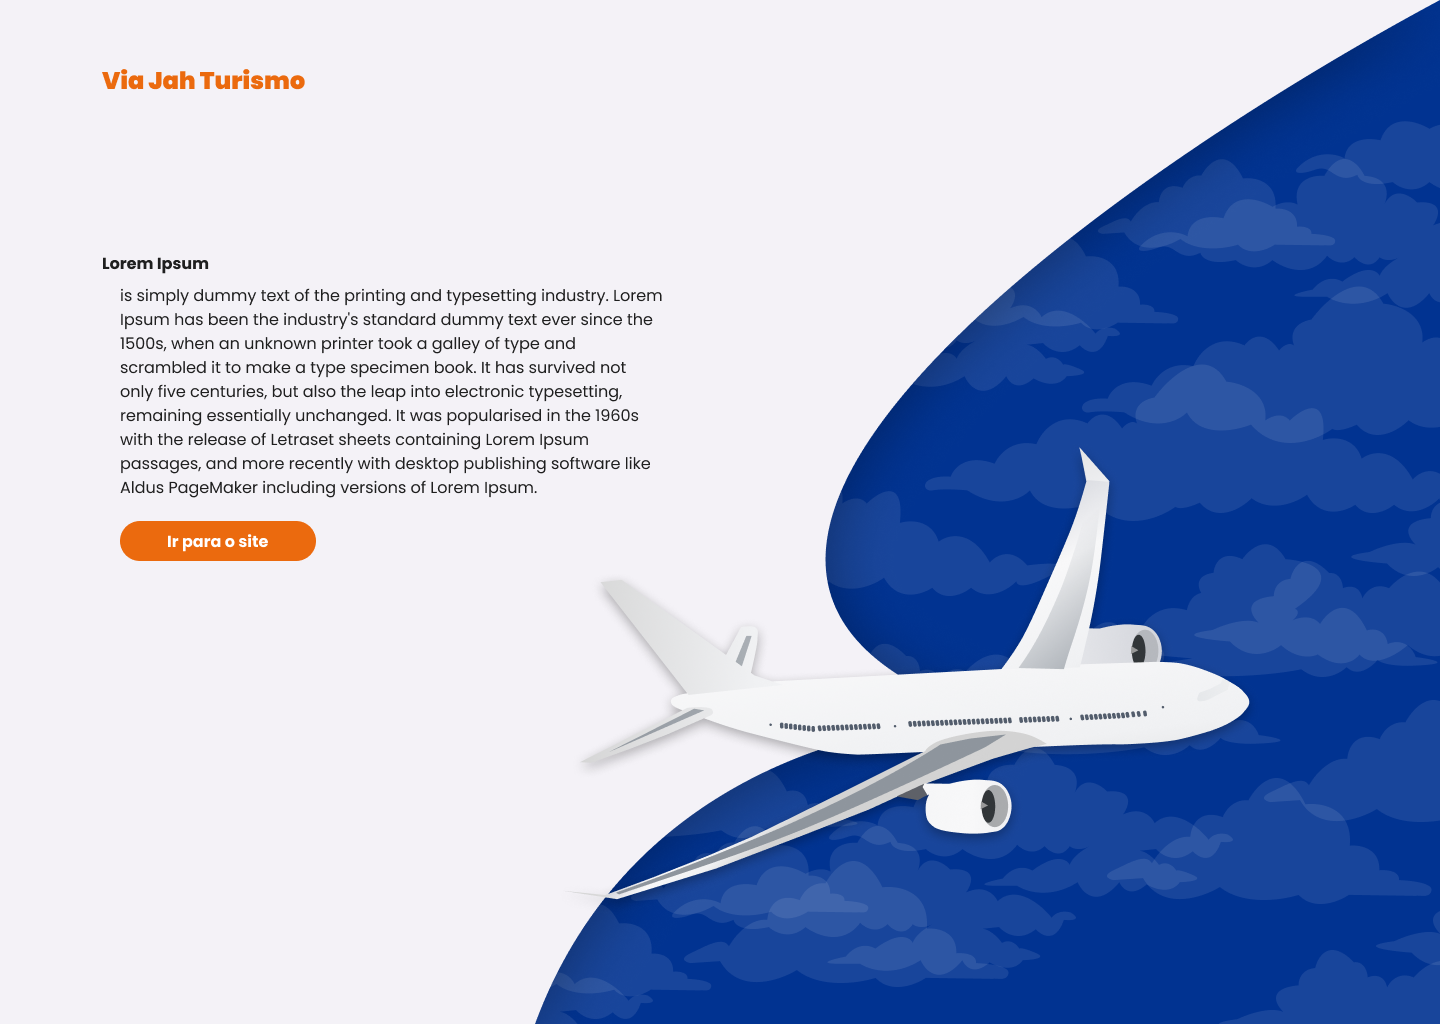 Via Jah Turismo
Lorem Ipsum
is simply dummy text of the printing and typesetting industry. Lorem
Ipsum has been the industry's standard dummy text ever since the
1500s, when an unknown printer took a galley of type and
scrambled it to make a type specimen book. It has survived not
only five centuries, but also the leap into electronic typesetting,
remaining essentially unchanged. It was popularised in the 1960s
with the release of Letraset sheets containing Lorem Ipsum
passages, and more recently with desktop publishing software like
Aldus PageMaker including versions of Lorem Ipsum.
Ir para o site